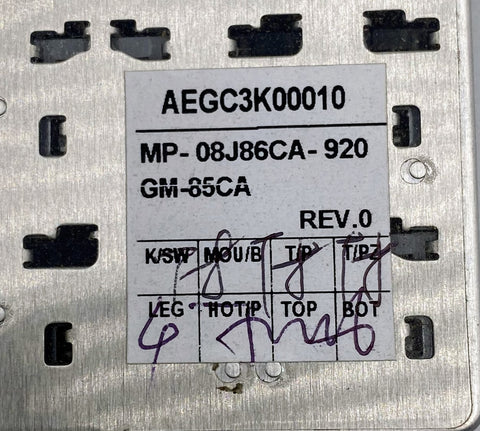 AEGC3K00010
MP-08J86CA-920
GM-85CA
REV.0
K/SW MOU/B T/P T/PZ
LEG HOT/P TOP BOT